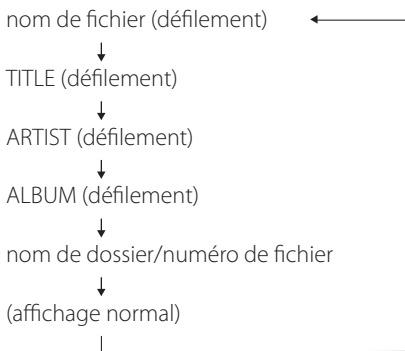 nom de fichier (défilement)
TITLE (défilement)
ARTIST (défilement)
ALBUM (défilement)
nom de dossier/numéro de fichier
(affichage normal)